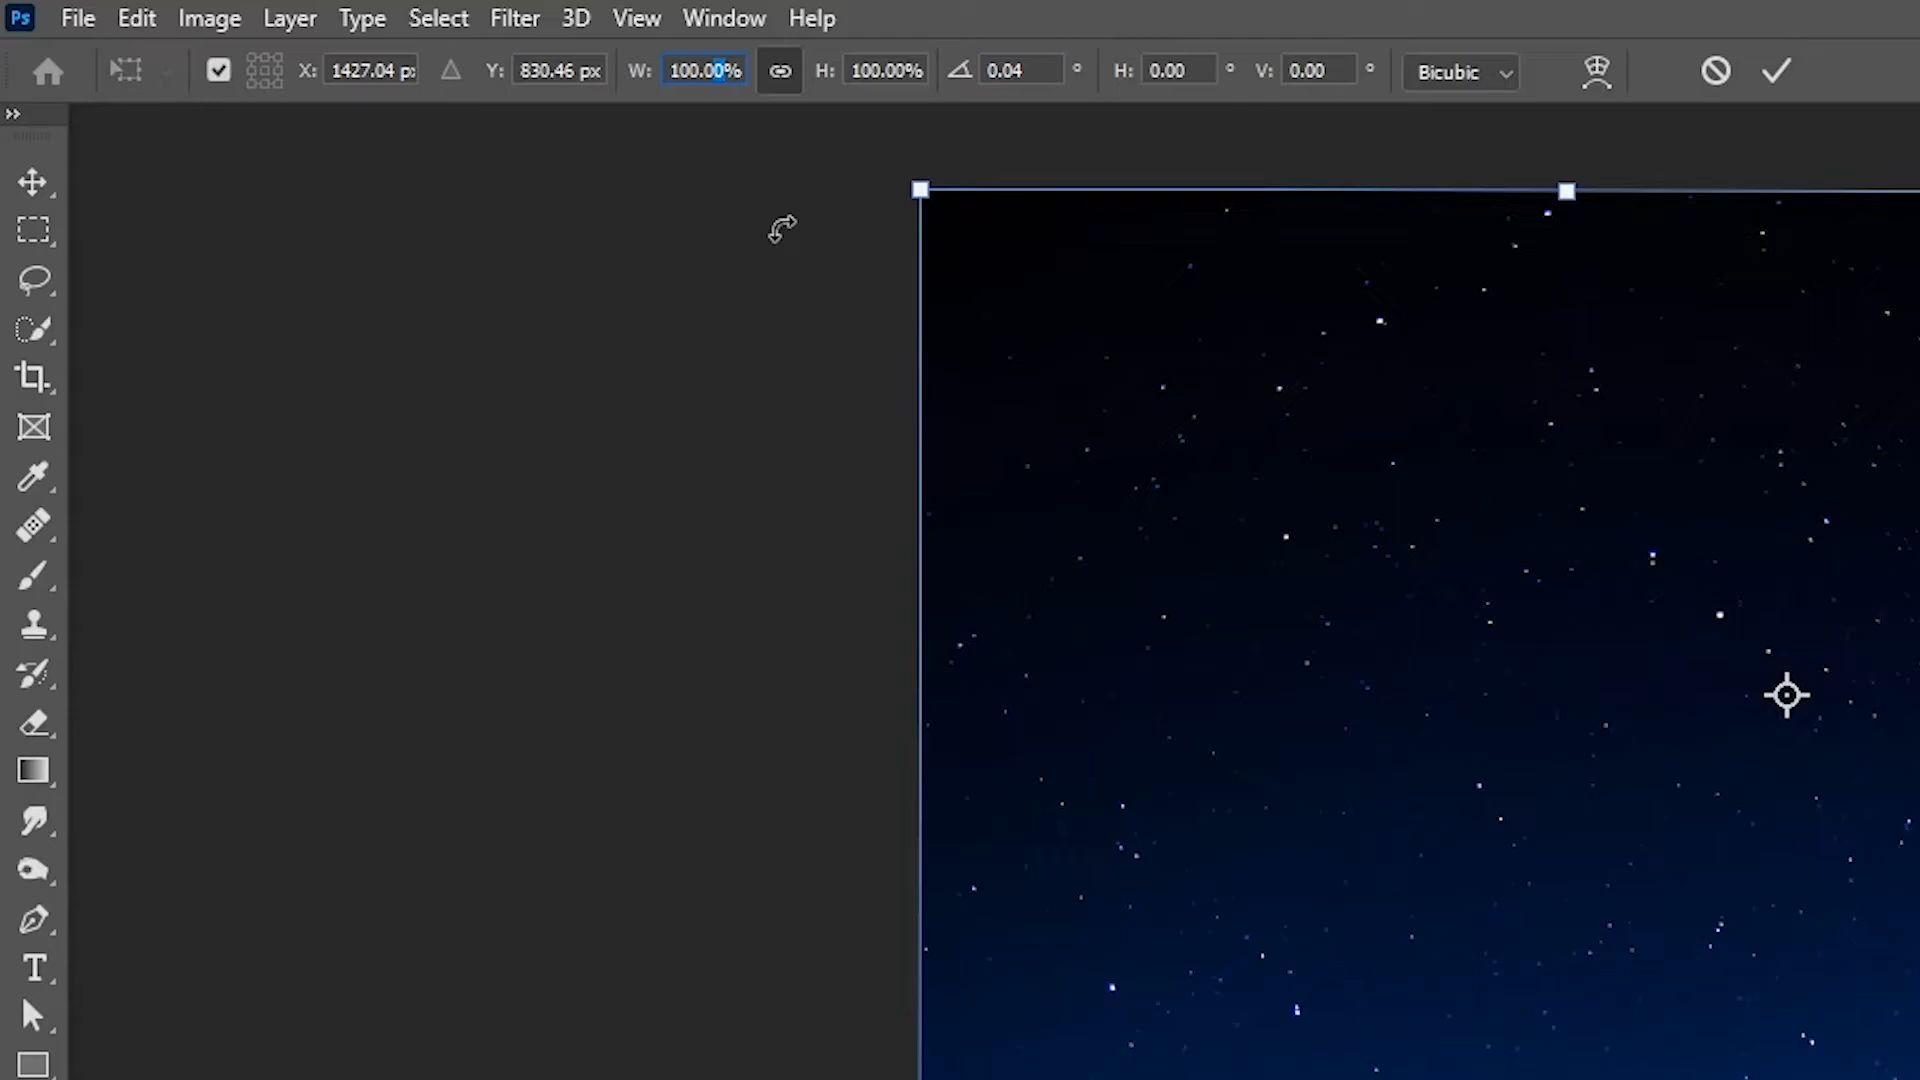 Ps File Edit Image Layer Type Select Filter 3D View Window Help
X: 1427.04 p Y: 830.46 px W: 100.00% H: 100.00% 0.04 ° H: 0.00 ° V: 0.00 ° Bicubic
T